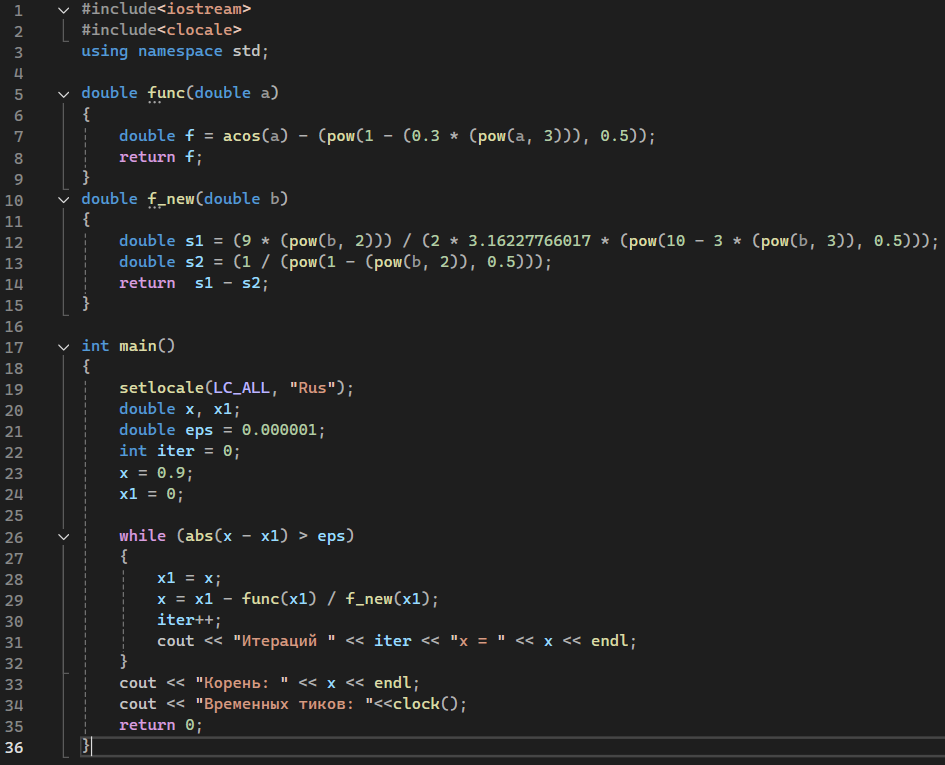 1 #include<iostream>
2 #include<clocale>
3 using namespace std;
4
5 double func(double a)
6 {
7 double f = acos(a) - (pow(1 - (0.3 * (pow(a, 3))), 0.5));
8 return f;
9 }
10 double f_new(double b)
11 {
12 double s1 = (9 * (pow(b, 2))) / (2 * 3.16227766017 * (pow(10 - 3 * (pow(b, 3)), 0.5)));
13 double s2 = (1 / (pow(1 - (pow(b, 2)), 0.5)));
14 return  s1 - s2;
15 }
16
17 int main()
18 {
19 setlocale(LC_ALL, "Rus");
20 double x, x1;
21 double eps = 0.000001;
22 int iter = 0;
23 x = 0.9;
24 x1 = 0;
25
26 while (abs(x - x1) > eps)
27 {
28 x1 = x;
29 x = x1 - func(x1) / f_new(x1);
30 iter++;
31 cout << "Итераций " << iter << "x = " << x << endl;
32 }
33 cout << "Корень: " << x << endl;
34 cout << "Временных тиков: "<<clock();
35 return 0;
36 }